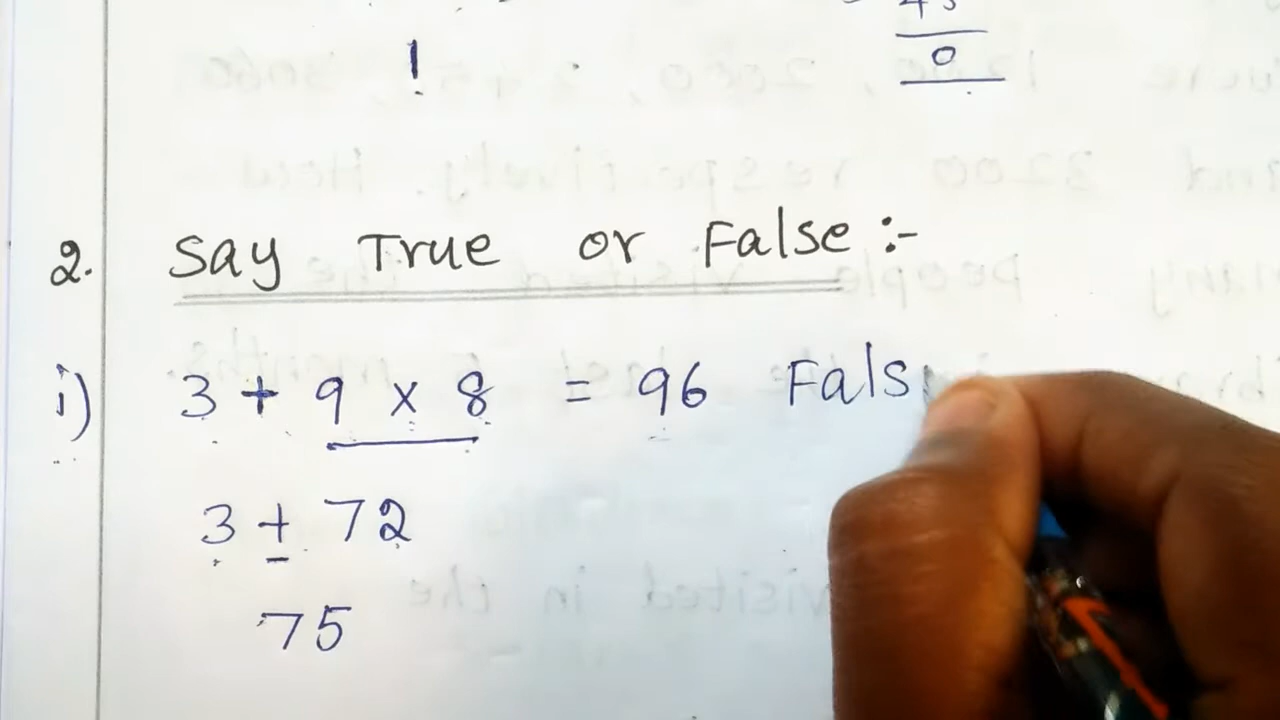 0
!
2. Say True or False :-
i) 3 + 9 x 8 = 96 Fals
3 + 72
75